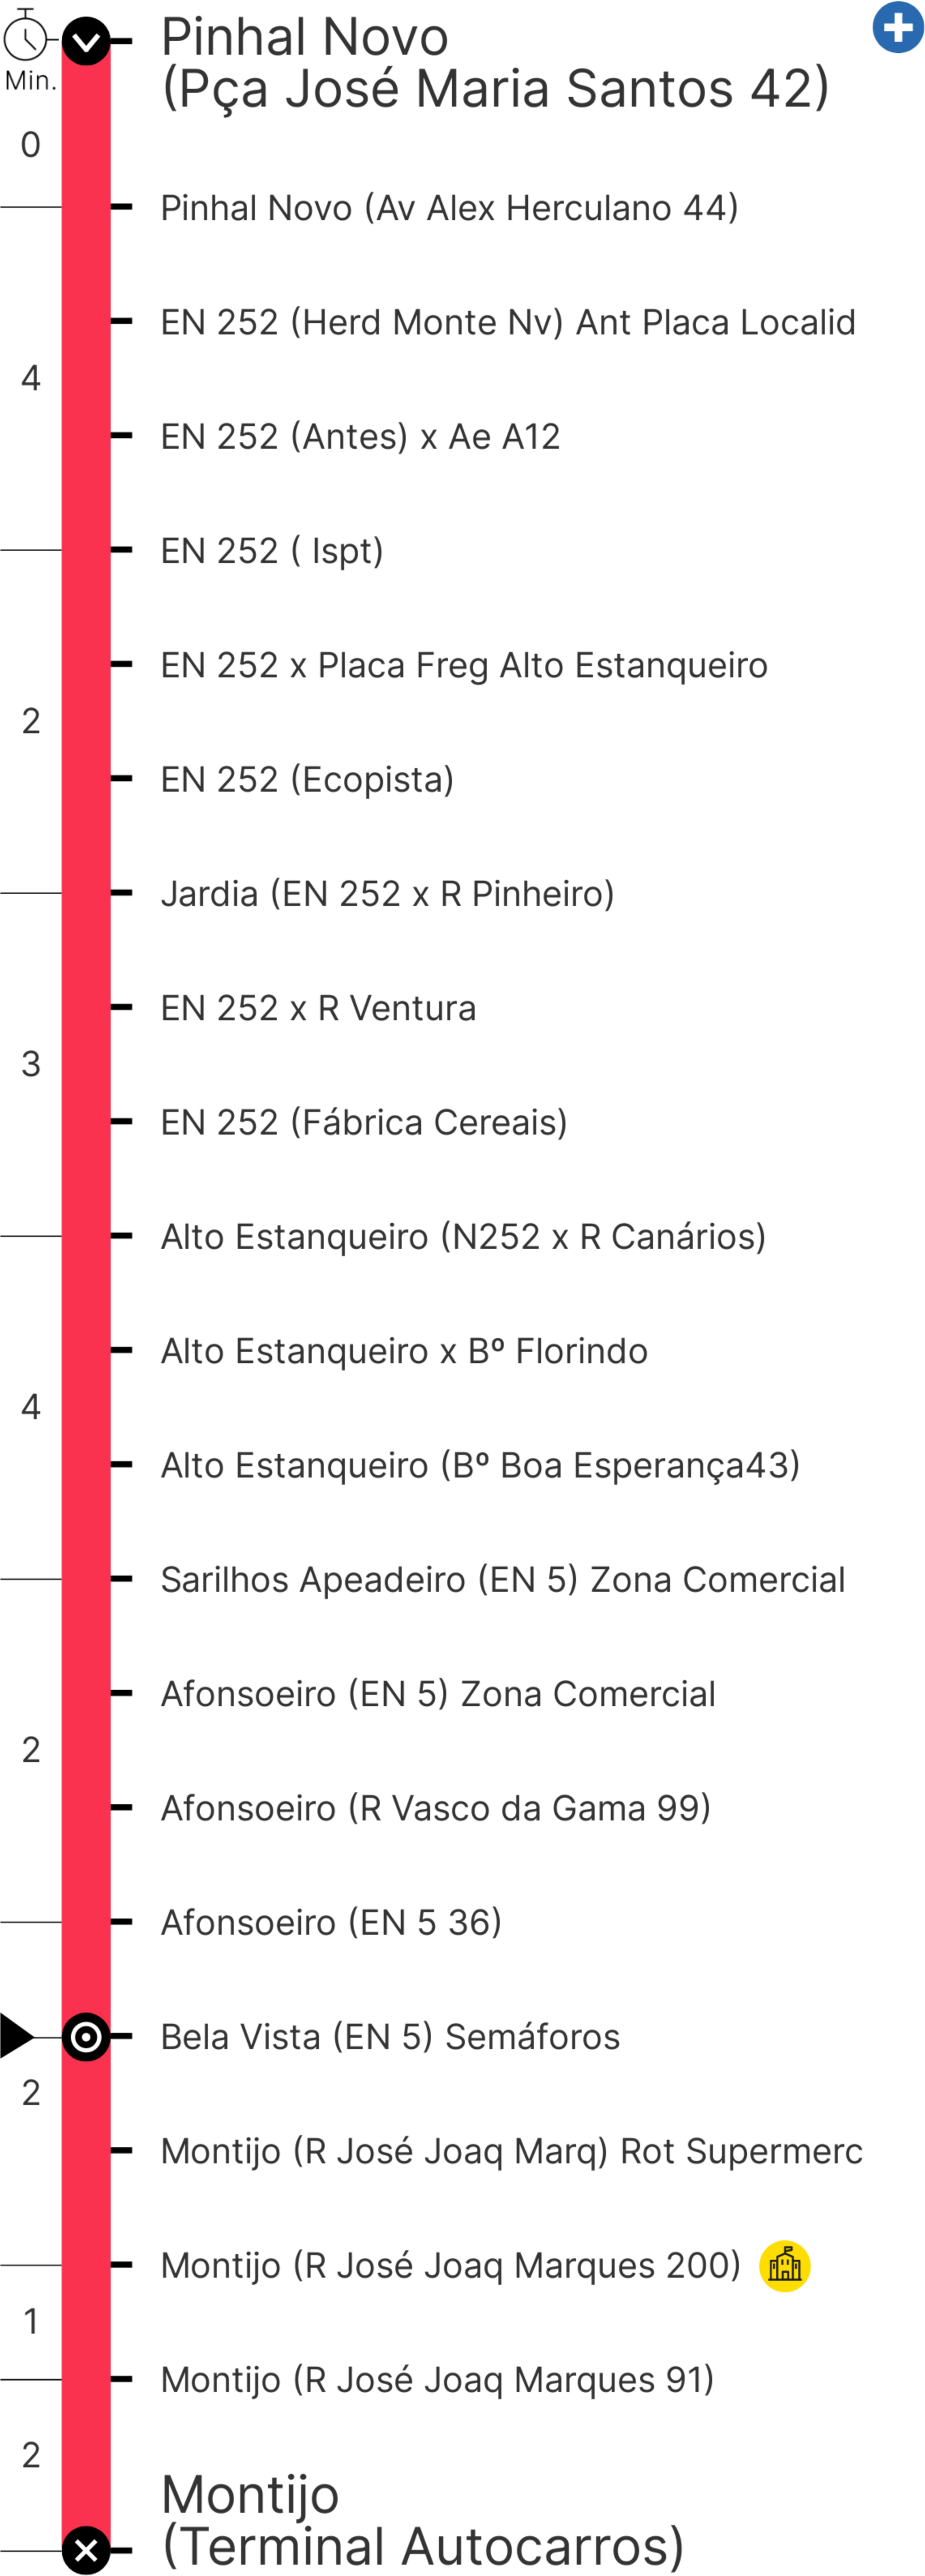 Min.
Pinhal Novo
(Pça José Maria Santos 42)
0
Pinhal Novo (Av Alex Herculano 44)
EN 252 (Herd Monte Nv) Ant Placa Localid
4
EN 252 (Antes) x Ae A12
EN 252 ( Ispt)
EN 252 x Placa Freg Alto Estanqueiro
2
EN 252 (Ecopista)
Jardia (EN 252 x R Pinheiro)
EN 252 x R Ventura
3
EN 252 (Fábrica Cereais)
Alto Estanqueiro (N252 x R Canários)
Alto Estanqueiro x Bº Florindo
4
Alto Estanqueiro (Bº Boa Esperança43)
Sarilhos Apeadeiro (EN 5) Zona Comercial
Afonsoeiro (EN 5) Zona Comercial
2
Afonsoeiro (R Vasco da Gama 99)
Afonsoeiro (EN 5 36)
Bela Vista (EN 5) Semáforos
2
Montijo (R José Joaq Marq) Rot Supermerc
Montijo (R José Joaq Marques 200)
1
Montijo (R José Joaq Marques 91)
2
Montijo
(Terminal Autocarros)